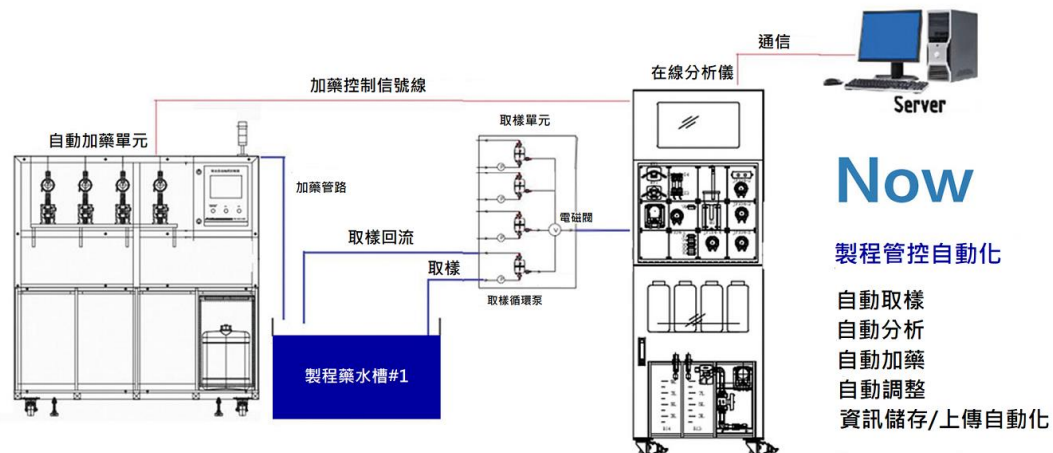 通信
在線分析儀
Server
加藥控制信號線
取樣單元
自動加藥單元
加藥管路
電磁閥
取樣回流
取樣
取樣循環泵
製程藥水槽#1
Now
製程管控自動化
自動取樣
自動分析
自動加藥
自動調整
資訊儲存/上傳自動化